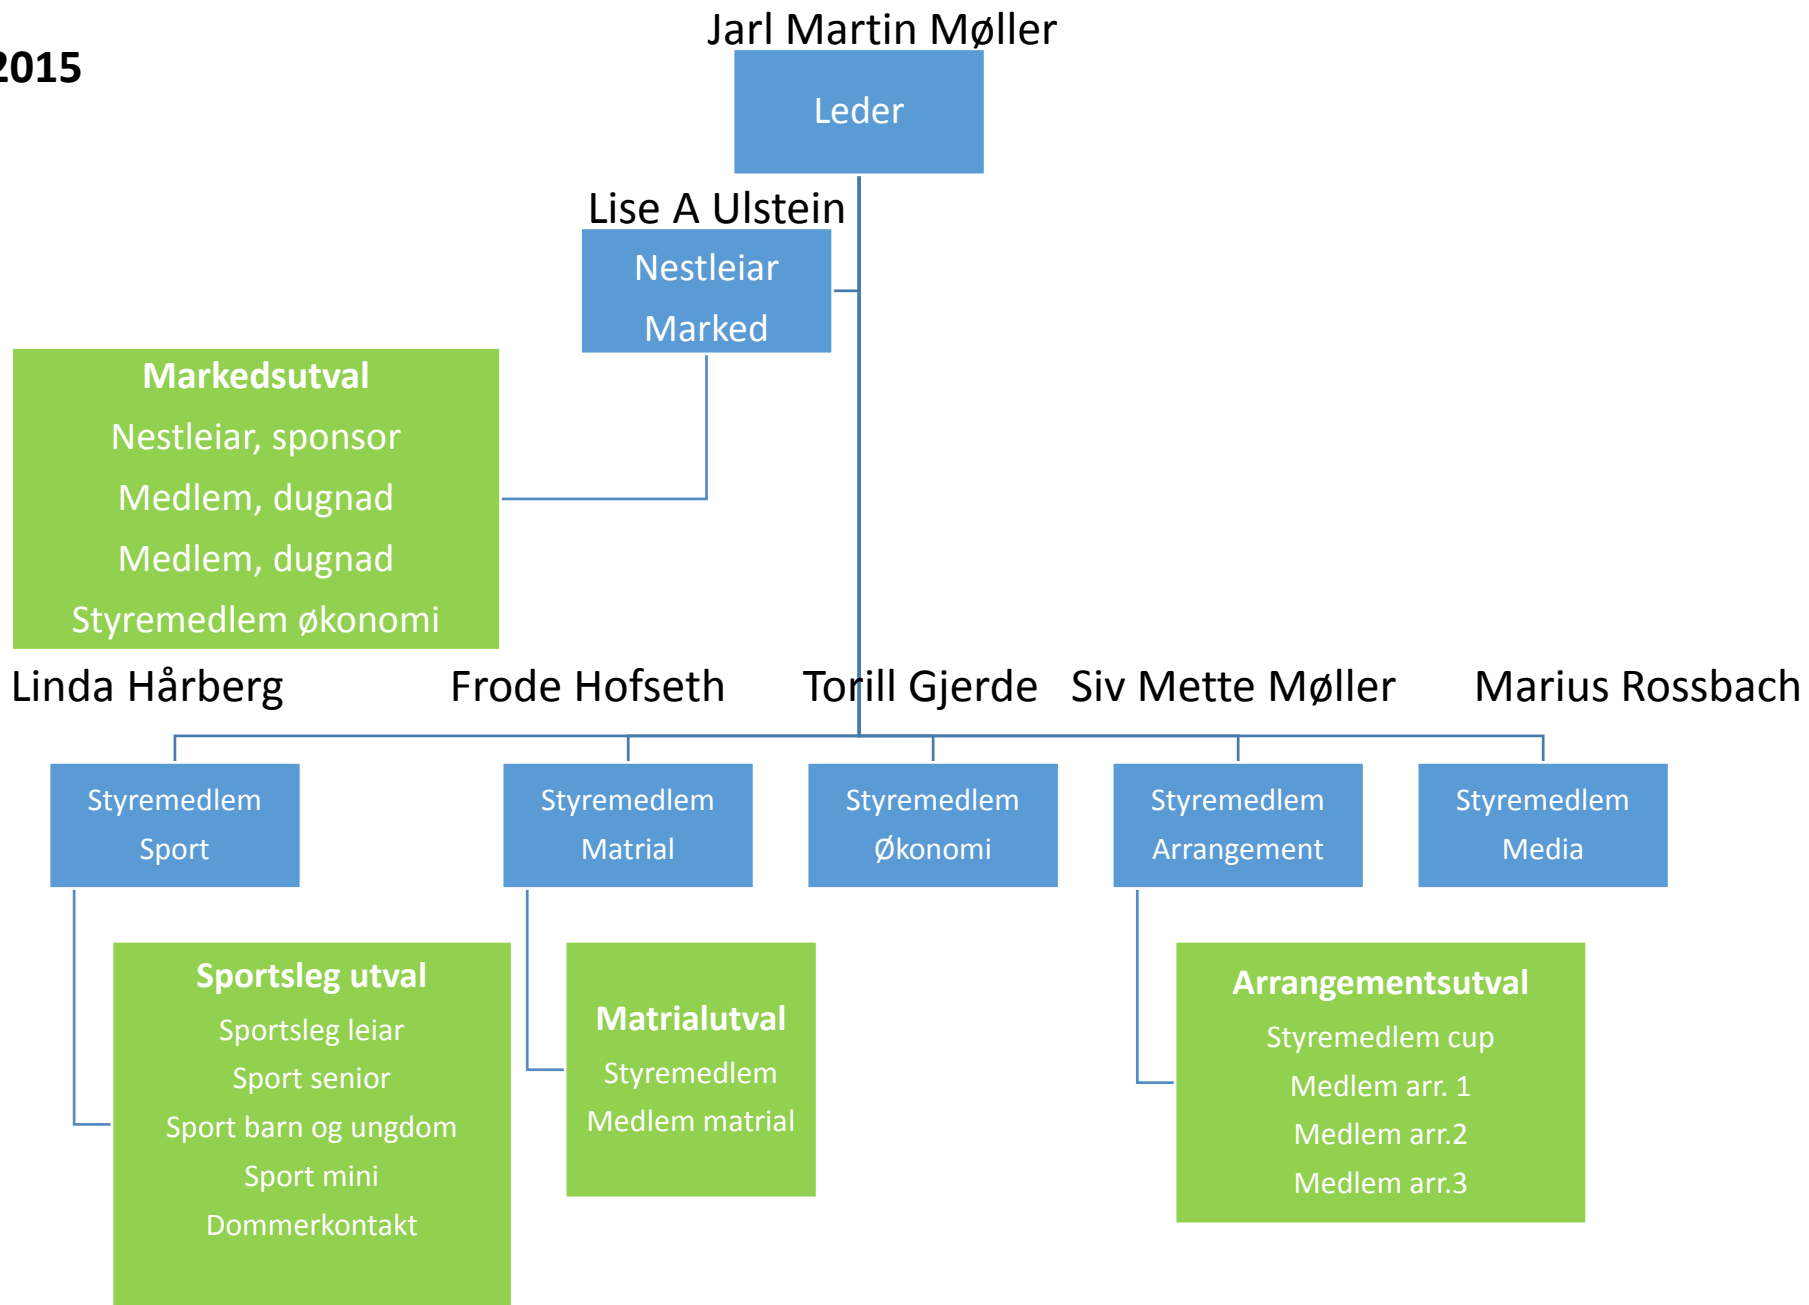 Jarl Martin Møller
2015
Leder
Lise A Ulstein
Nestleiar
Marked
Markedsutval
Nestleiar, sponsor
Medlem, dugnad
Medlem, dugnad
Styremedlem økonomi
Linda Hårberg
Frode Hofseth
Torill Gjerde
Siv Mette Møller
Marius Rossbach
Styremedlem
Sport
Styremedlem
Matrial
Styremedlem
Økonomi
Styremedlem
Arrangement
Styremedlem
Media
Sportsleg utval
Sportsleg leiar
Sport senior
Sport barn og ungdom
Sport mini
Dommerkontakt
Matrialutval
Styremedlem
Medlem matrial
Arrangementsutval
Styremedlem cup
Medlem arr. 1
Medlem arr.2
Medlem arr.3